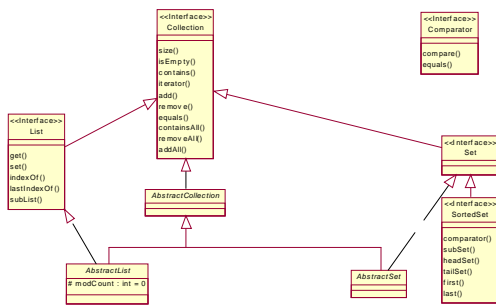 <<Interface>>
Collection
size()
isEmpty()
contains()
iterator()
add()
remove()
equals()
containsAll()
removeAll()
addAll()
<<Interface>>
Comparator
compare()
equals()
<<Interface>>
List
get()
set()
indexOf()
lastIndexOf()
subList()
<<Interface>>
Set
AbstractCollection
<<Interface>>
SortedSet
comparator()
subSet()
headSet()
tailSet()
first()
last()
AbstractList
# modCount : int = 0
AbstractSet